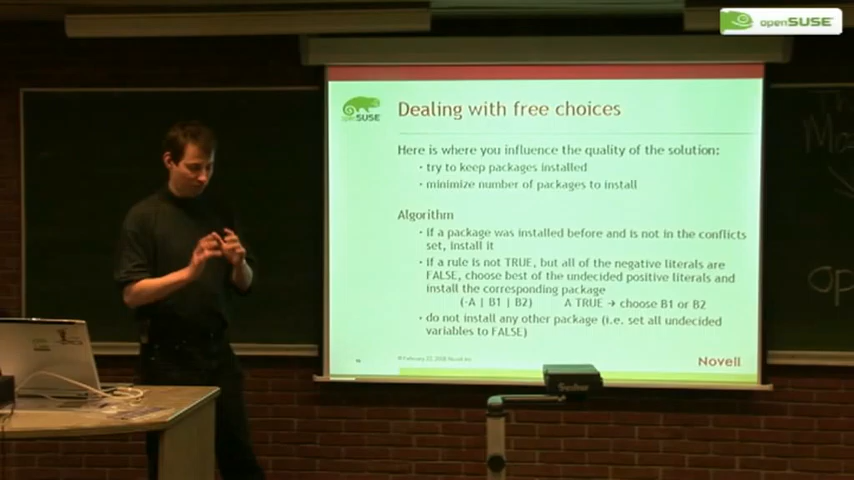 openSUSE
openSUSE
Dealing with free choices
Here is where you influence the quality of the solution:
• try to keep packages installed
• minimize number of packages to install
Algorithm
• if a package was installed before and is not in the conflicts
set, install it
• if a rule is not TRUE, but all of the negative literals are
FALSE, choose best of the undecided positive literals and
install the corresponding package
(-A | B1 | B2) A TRUE → choose B1 or B2
• do not install any other package (i.e. set all undecided
variables to FALSE)
Novell